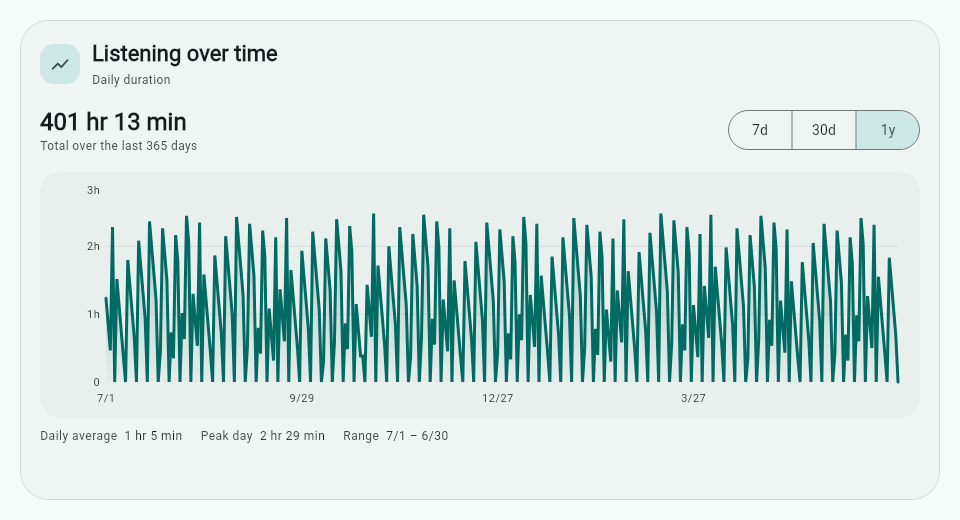 Listening over time
Daily duration
401 hr 13 min
Total over the last 365 days
7d 30d 1y
3h
2h
1h
0
7/1 9/29 12/27 3/27
Daily average 1 hr 5 min Peak day 2 hr 29 min Range 7/1 – 6/30